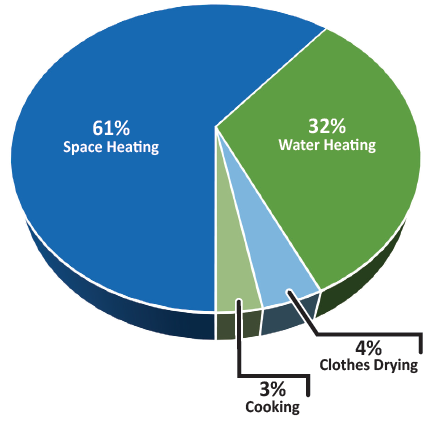 61%
Space Heating
32%
Water Heating
4%
Clothes Drying
3%
Cooking